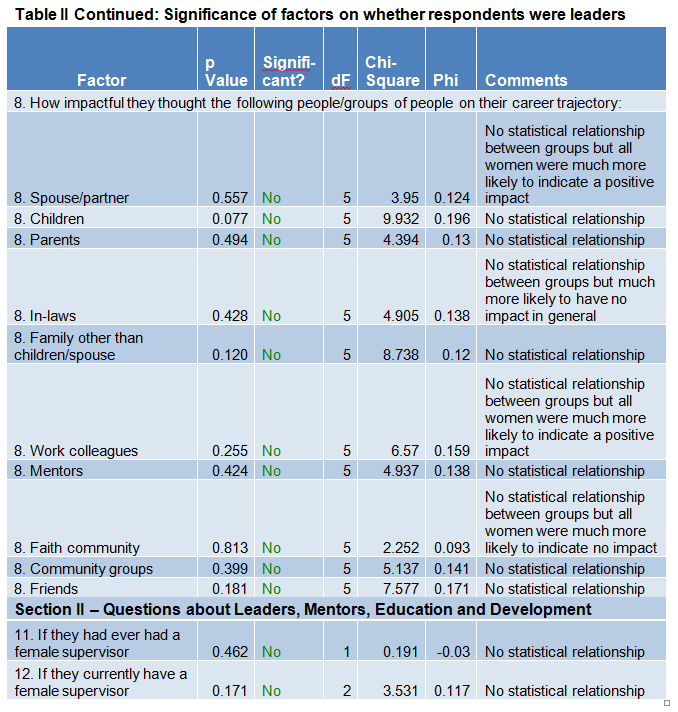 Table II Continued: Significance of factors on whether respondents were leaders
Factor p Value Signifi-cant? dF Chi-Square Phi Comments
8. How impactful they thought the following people/groups of people on their career trajectory:
8. Spouse/partner 0.557 No 5 3.95 0.124 No statistical relationship between groups but all women were much more likely to indicate a positive impact
8. Children 0.077 No 5 9.932 0.196 No statistical relationship
8. Parents 0.494 No 5 4.394 0.13 No statistical relationship
8. In-laws 0.428 No 5 4.905 0.138 No statistical relationship between groups but much more likely to have no impact in general
8. Family other than children/spouse 0.120 No 5 8.738 0.12 No statistical relationship
8. Work colleagues 0.255 No 5 6.57 0.159 No statistical relationship between groups but all women were much more likely to indicate a positive impact
8. Mentors 0.424 No 5 4.937 0.138 No statistical relationship
8. Faith community 0.813 No 5 2.252 0.093 No statistical relationship between groups but all women were much more likely to indicate no impact
8. Community groups 0.399 No 5 5.137 0.141 No statistical relationship
8. Friends 0.181 No 5 7.577 0.171 No statistical relationship
Section II – Questions about Leaders, Mentors, Education and Development
11. If they had ever had a female supervisor 0.462 No 1 0.191 -0.03 No statistical relationship
12. If they currently have a female supervisor 0.171 No 2 3.531 0.117 No statistical relationship